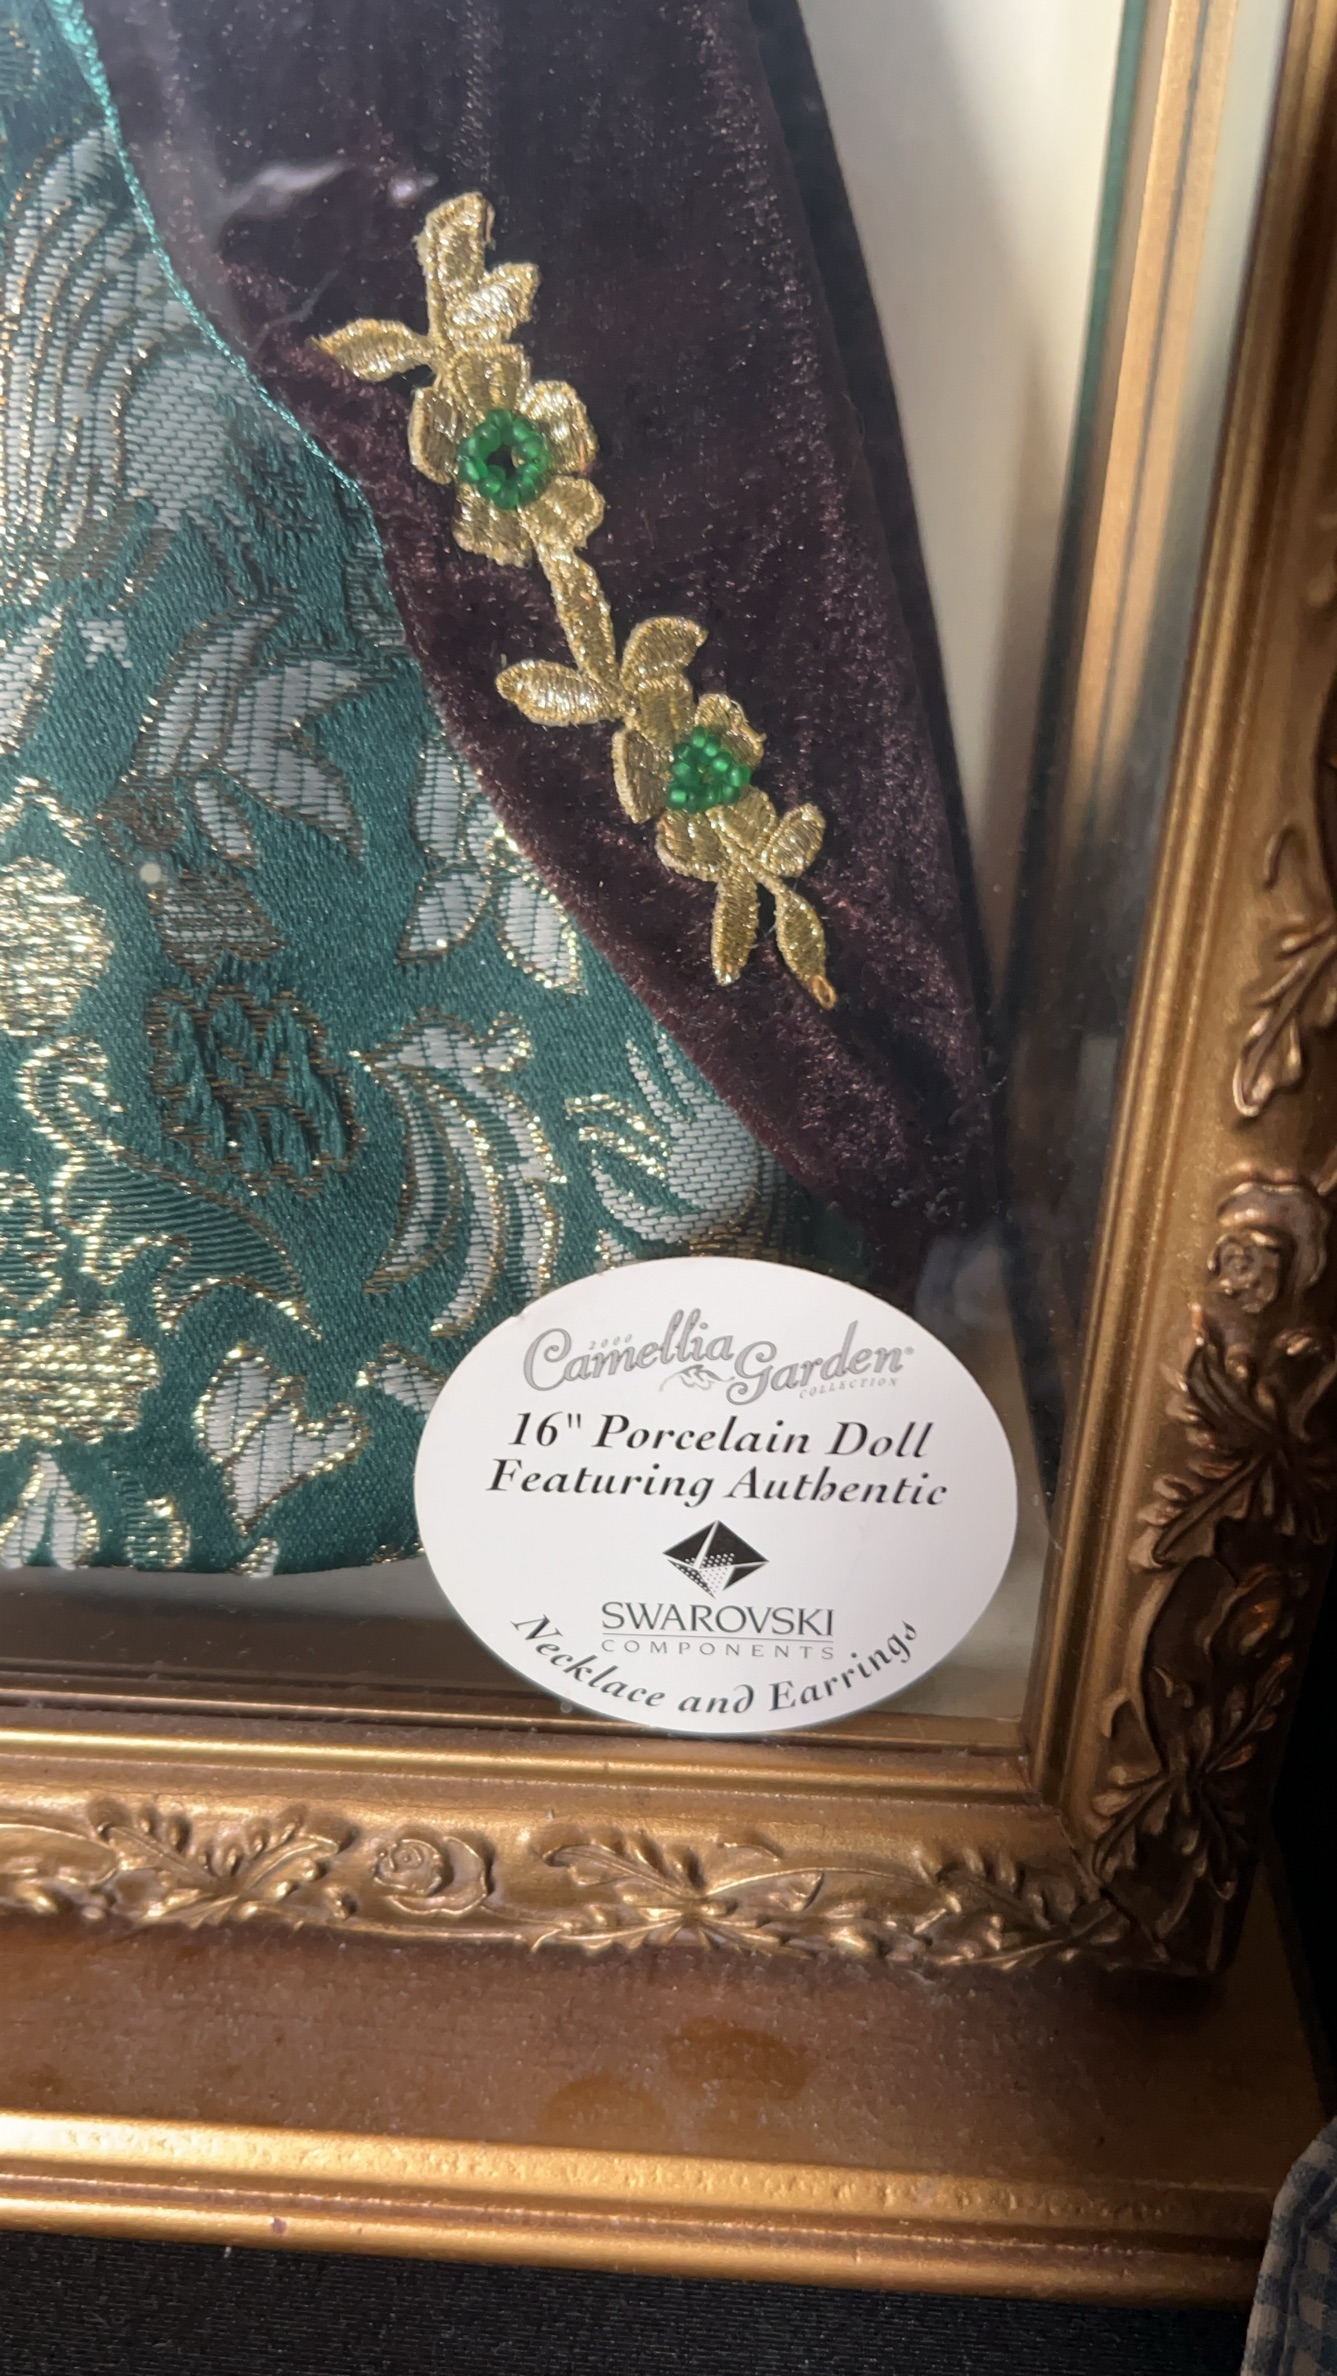 2000
Camellia Garden®
COLLECTION
16" Porcelain Doll
Featuring Authentic
SWAROVSKI
COMPONENTS
Necklace and Earrings